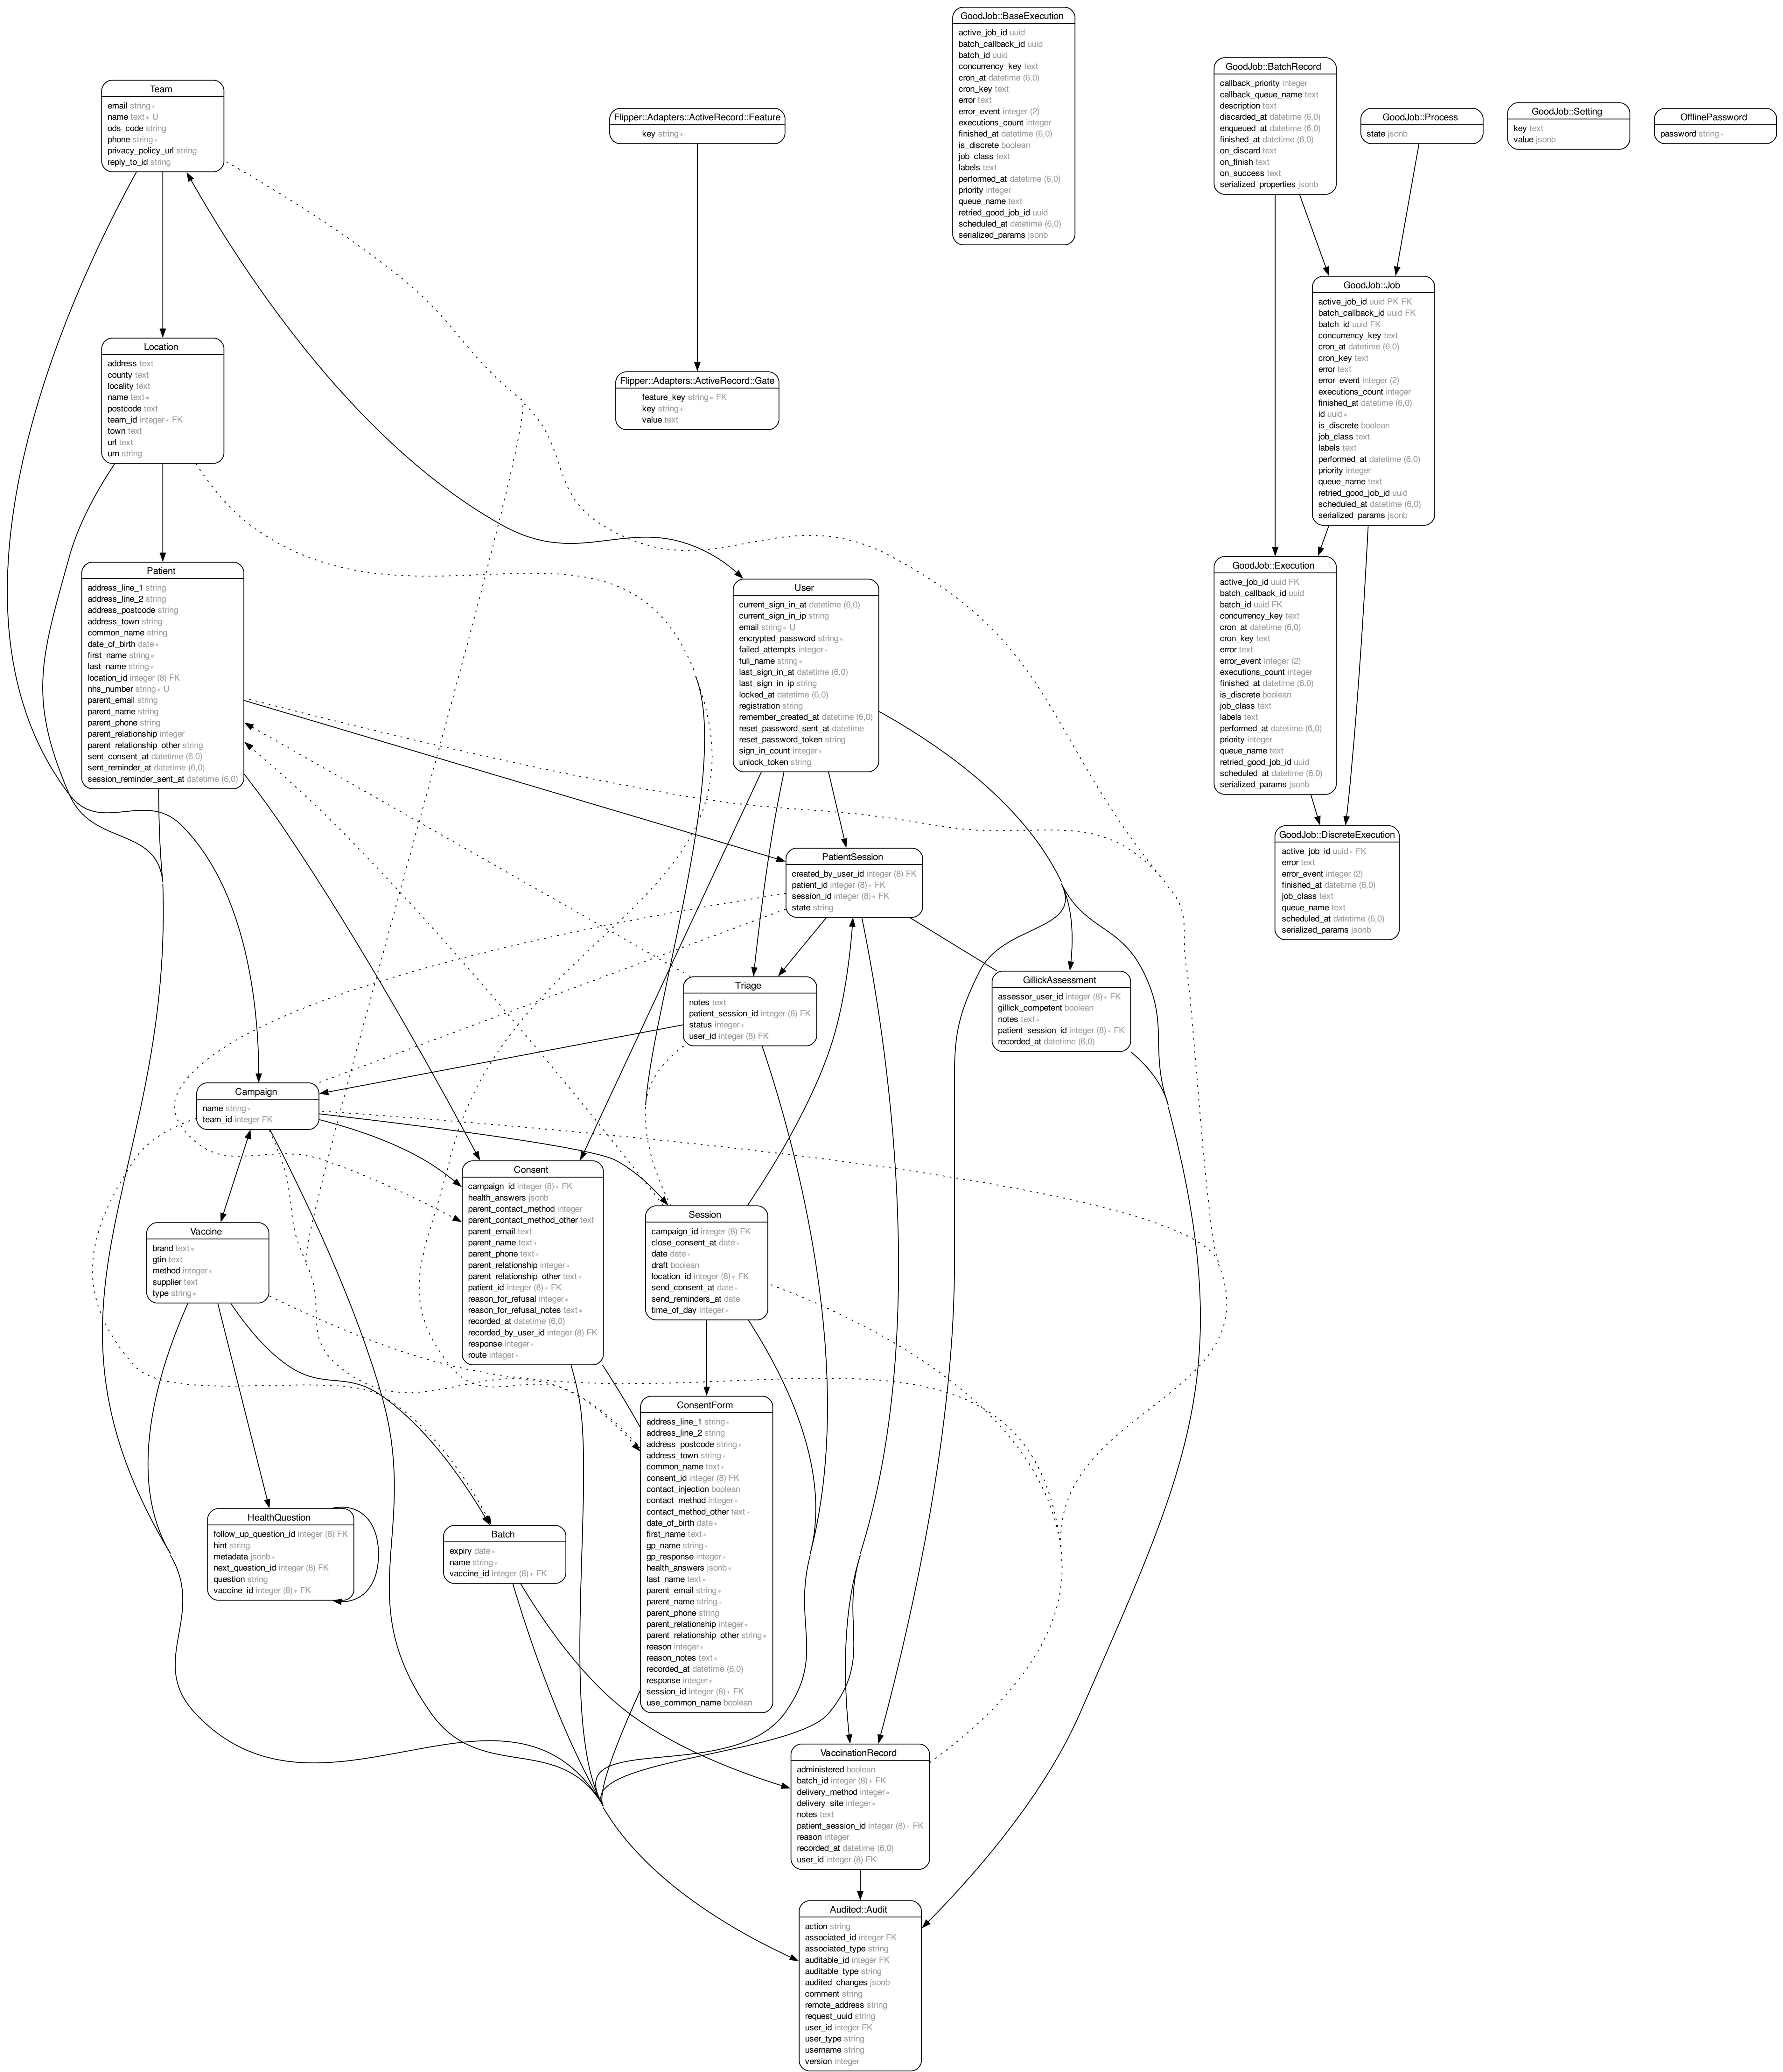 GoodJob::BaseExecution
active_job_id uuid
batch_callback_id uuid
batch_id uuid
concurrency_key text
cron_at datetime (6,0)
cron_key text
error text
error_event integer (2)
executions_count integer
finished_at datetime (6,0)
is_discrete boolean
job_class text
labels text
performed_at datetime (6,0)
priority integer
queue_name text
retried_good_job_id uuid
scheduled_at datetime (6,0)
serialized_params jsonb
GoodJob::BatchRecord
callback_priority integer
callback_queue_name text
description text
discarded_at datetime (6,0)
enqueued_at datetime (6,0)
finished_at datetime (6,0)
on_discard text
on_finish text
on_success text
serialized_properties jsonb
Team
email string ∗
name text ∗ U
ods_code string
phone string ∗
privacy_policy_url string
reply_to_id string
Flipper::Adapters::ActiveRecord::Feature
key string ∗
GoodJob::Process
state jsonb
GoodJob::Setting
key text
value jsonb
OfflinePassword
password string ∗
GoodJob::Job
active_job_id uuid PK FK
batch_callback_id uuid FK
batch_id uuid FK
concurrency_key text
cron_at datetime (6,0)
cron_key text
error text
error_event integer (2)
executions_count integer
finished_at datetime (6,0)
id uuid ∗
is_discrete boolean
job_class text
labels text
performed_at datetime (6,0)
priority integer
queue_name text
retried_good_job_id uuid
scheduled_at datetime (6,0)
serialized_params jsonb
Location
address text
county text
locality text
name text ∗
postcode text
team_id integer ∗ FK
town text
url text
urn string
Flipper::Adapters::ActiveRecord::Gate
feature_key string ∗ FK
key string ∗
value text
Patient
address_line_1 string
address_line_2 string
address_postcode string
address_town string
common_name string
date_of_birth date ∗
first_name string ∗
last_name string ∗
location_id integer (8) FK
nhs_number string ∗ U
parent_email string
parent_name string
parent_phone string
parent_relationship integer
parent_relationship_other string
sent_consent_at datetime (6,0)
sent_reminder_at datetime (6,0)
session_reminder_sent_at datetime (6,0)
User
current_sign_in_at datetime (6,0)
current_sign_in_ip string
email string ∗ U
encrypted_password string ∗
failed_attempts integer ∗
full_name string ∗
last_sign_in_at datetime (6,0)
last_sign_in_ip string
locked_at datetime (6,0)
registration string
remember_created_at datetime (6,0)
reset_password_sent_at datetime
reset_password_token string
sign_in_count integer ∗
unlock_token string
GoodJob::Execution
active_job_id uuid FK
batch_callback_id uuid
batch_id uuid FK
concurrency_key text
cron_at datetime (6,0)
cron_key text
error text
error_event integer (2)
executions_count integer
finished_at datetime (6,0)
is_discrete boolean
job_class text
labels text
performed_at datetime (6,0)
priority integer
queue_name text
retried_good_job_id uuid
scheduled_at datetime (6,0)
serialized_params jsonb
GoodJob::DiscreteExecution
active_job_id uuid ∗ FK
error text
error_event integer (2)
finished_at datetime (6,0)
job_class text
queue_name text
scheduled_at datetime (6,0)
serialized_params jsonb
PatientSession
created_by_user_id integer (8) FK
patient_id integer (8) ∗ FK
session_id integer (8) ∗ FK
state string
Triage
notes text
patient_session_id integer (8) FK
status integer ∗
user_id integer (8) FK
GillickAssessment
assessor_user_id integer (8) ∗ FK
gillick_competent boolean
notes text ∗
patient_session_id integer (8) ∗ FK
recorded_at datetime (6,0)
Campaign
name string ∗
team_id integer FK
Consent
campaign_id integer (8) ∗ FK
health_answers jsonb
parent_contact_method integer
parent_contact_method_other text
parent_email text
parent_name text ∗
parent_phone text ∗
parent_relationship integer ∗
parent_relationship_other text ∗
patient_id integer (8) ∗ FK
reason_for_refusal integer ∗
reason_for_refusal_notes text ∗
recorded_at datetime (6,0)
recorded_by_user_id integer (8) FK
response integer ∗
route integer ∗
Session
campaign_id integer (8) FK
close_consent_at date ∗
date date ∗
draft boolean
location_id integer (8) ∗ FK
send_consent_at date ∗
send_reminders_at date
time_of_day integer ∗
Vaccine
brand text ∗
gtin text
method integer ∗
supplier text
type string ∗
ConsentForm
address_line_1 string ∗
address_line_2 string
address_postcode string ∗
address_town string ∗
common_name text ∗
consent_id integer (8) FK
contact_injection boolean
contact_method integer ∗
contact_method_other text ∗
date_of_birth date ∗
first_name text ∗
gp_name string ∗
gp_response integer ∗
health_answers jsonb ∗
last_name text ∗
parent_email string ∗
parent_name string ∗
parent_phone string
parent_relationship integer ∗
parent_relationship_other string ∗
reason integer ∗
reason_notes text ∗
recorded_at datetime (6,0)
response integer ∗
session_id integer (8) ∗ FK
use_common_name boolean
HealthQuestion
follow_up_question_id integer (8) FK
hint string
metadata jsonb ∗
next_question_id integer (8) FK
question string
vaccine_id integer (8) ∗ FK
Batch
expiry date ∗
name string ∗
vaccine_id integer (8) ∗ FK
VaccinationRecord
administered boolean
batch_id integer (8) ∗ FK
delivery_method integer ∗
delivery_site integer ∗
notes text
patient_session_id integer (8) ∗ FK
reason integer
recorded_at datetime (6,0)
user_id integer (8) FK
Audited::Audit
action string
associated_id integer FK
associated_type string
auditable_id integer FK
auditable_type string
audited_changes jsonb
comment string
remote_address string
request_uuid string
user_id integer FK
user_type string
username string
version integer